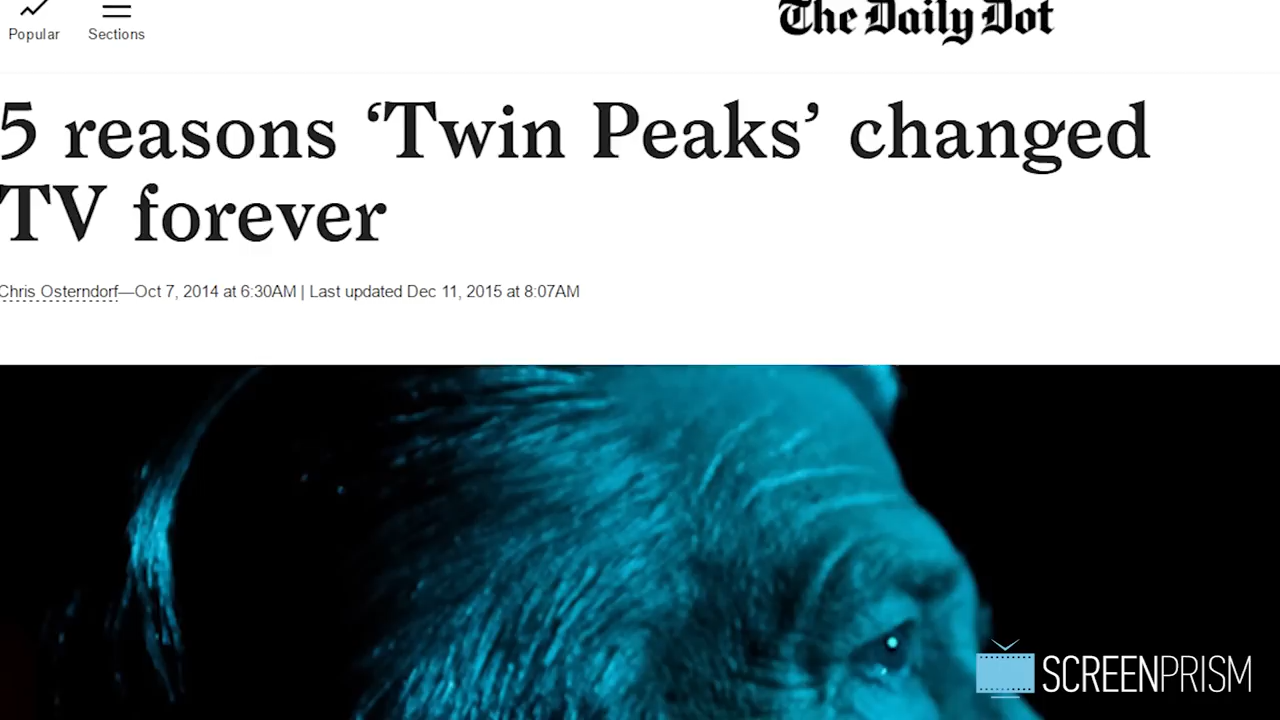 Popular
Sections
The Daily Dot
5 reasons ‘Twin Peaks’ changed
TV forever
Chris Osterndorf—Oct 7, 2014 at 6:30AM | Last updated Dec 11, 2015 at 8:07AM
SCREENPRISM